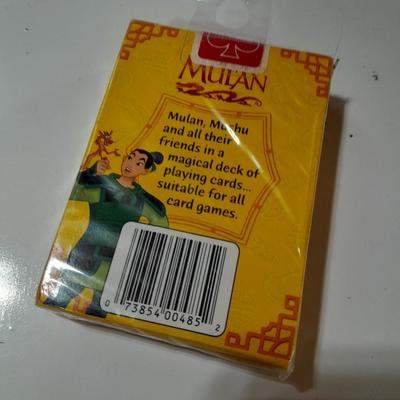 MULAN
Mulan, Mushu
and all their
friends in a
magical deck of
playing cards...
suitable for all
card games.
0 73854 00485 2